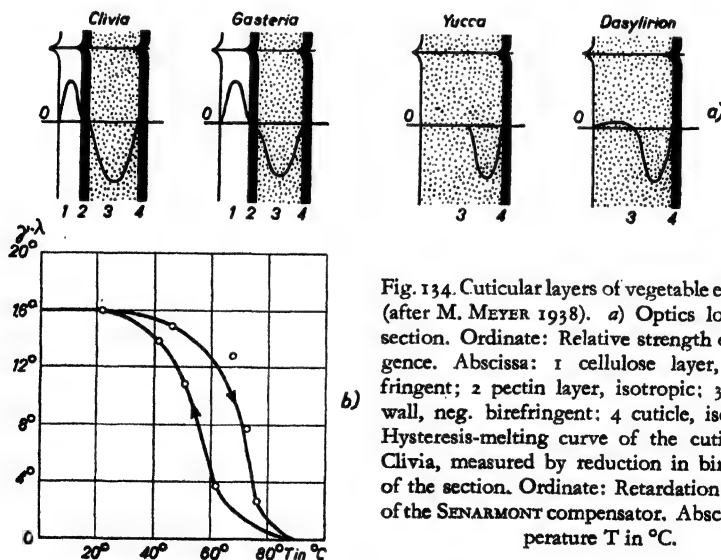 Clivia Gasteria Yucca Dasylirion
0 0 0 0 a)
1 2 3 4 1 2 3 4 3 4 3 4
γ·λ
20°
16°
12°
8°
4°
0
20° 40° 60° 80° T in °C
b)
Fig. 134. Cuticular layers of vegetable e
(after M. MEYER 1938). a) Optics lo
section. Ordinate: Relative strength o
gence. Abscissa: 1 cellulose layer,
fringent; 2 pectin layer, isotropic; 3
wall, neg. birefringent: 4 cuticle, iso
Hysteresis-melting curve of the cuti
Clivia, measured by reduction in bir
of the section. Ordinate: Retardation
of the SENARMONT compensator. Absc
perature T in °C.